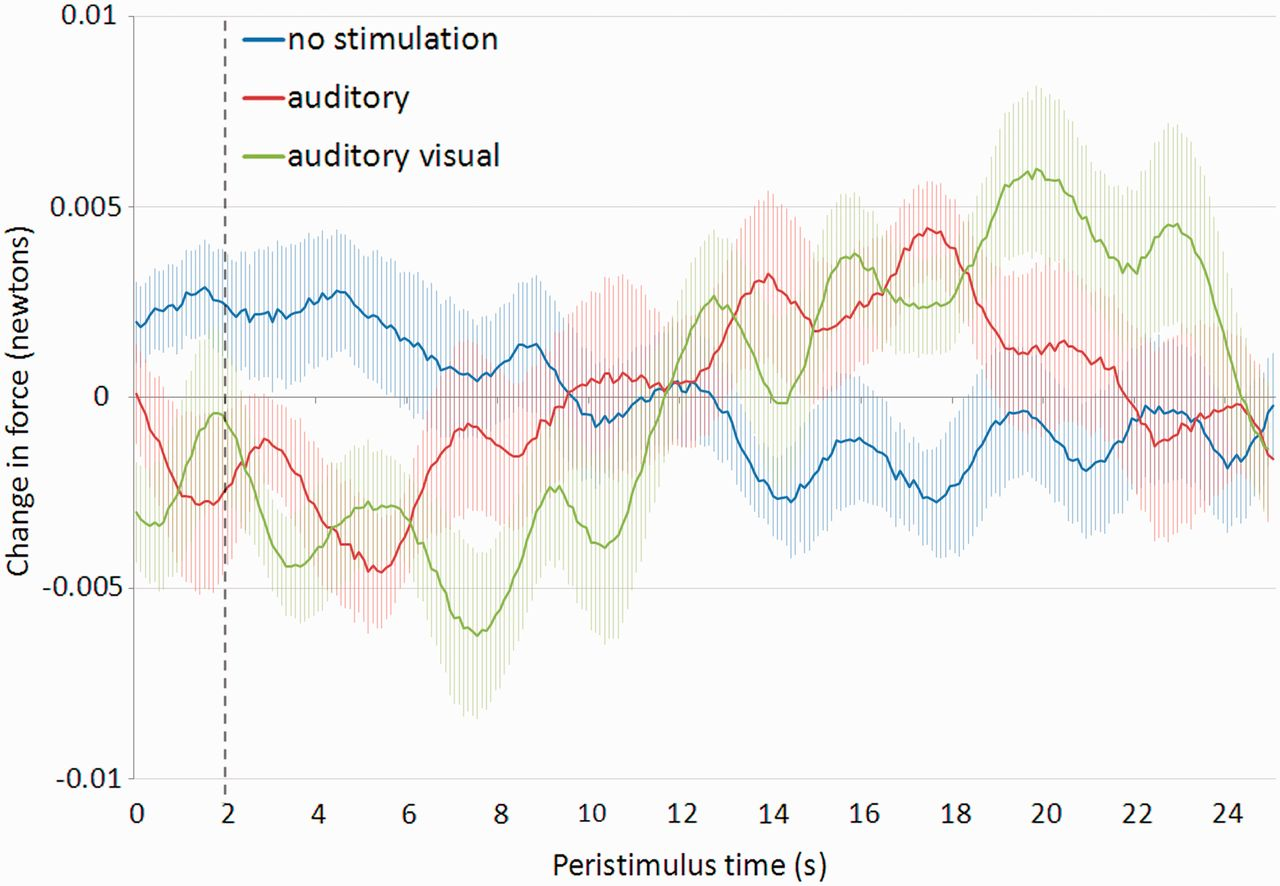 0.01
no stimulation
auditory
auditory visual
0.005
0
-0.005
-0.01
Change in force (newtons)
0 2 4 6 8 10 12 14 16 18 20 22 24
Peristimulus time (s)